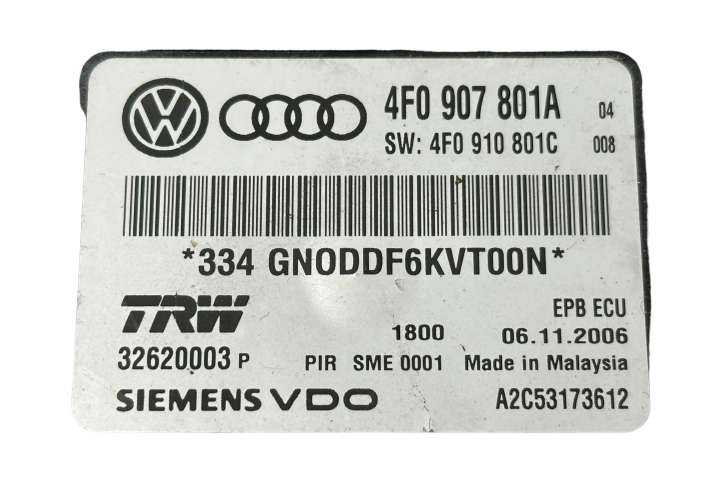 4F0 907 801A 04
SW: 4F0 910 801C 008
*334 GNODDF6KVT00N*
TRW EPB ECU
1800 06.11.2006
32620003 P PIR SME 0001 Made in Malaysia
SIEMENS VDO A2C53173612